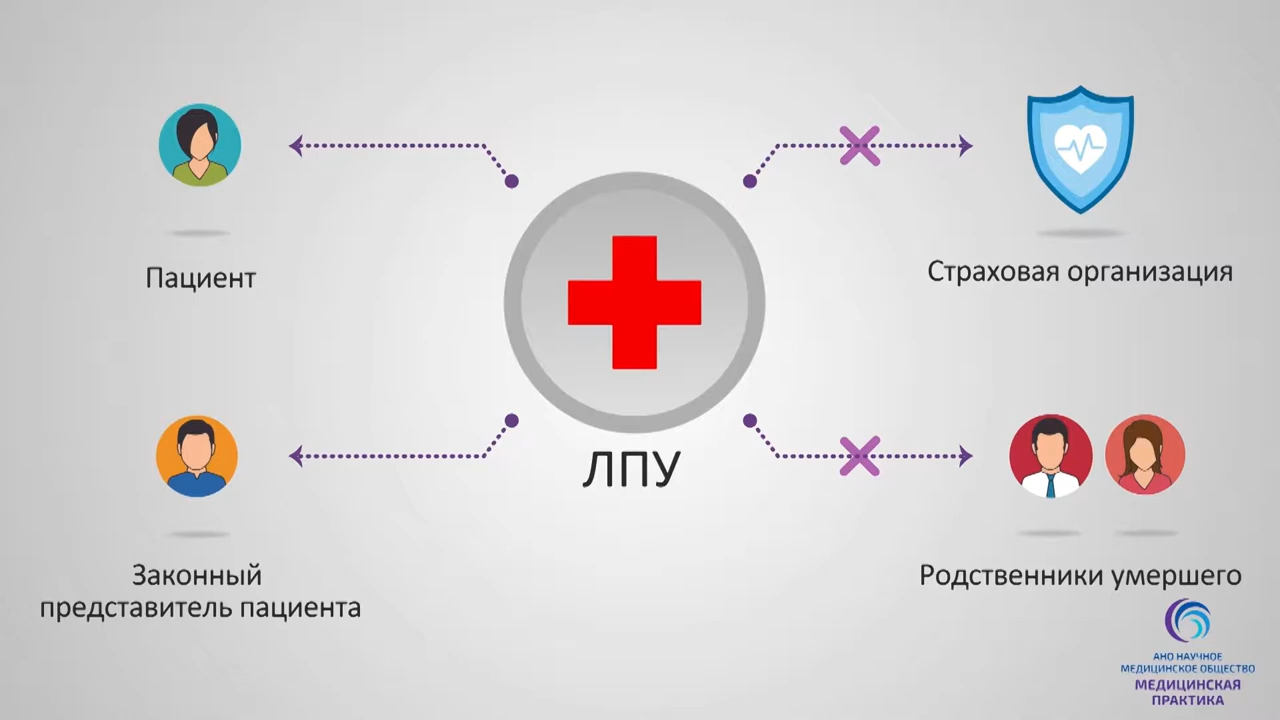 Пациент
Страховая организация
ЛПУ
Законный
представитель пациента
Родственники умершего
АНО НАУЧНОЕ
МЕДИЦИНСКОЕ ОБЩЕСТВО
МЕДИЦИНСКАЯ
ПРАКТИКА